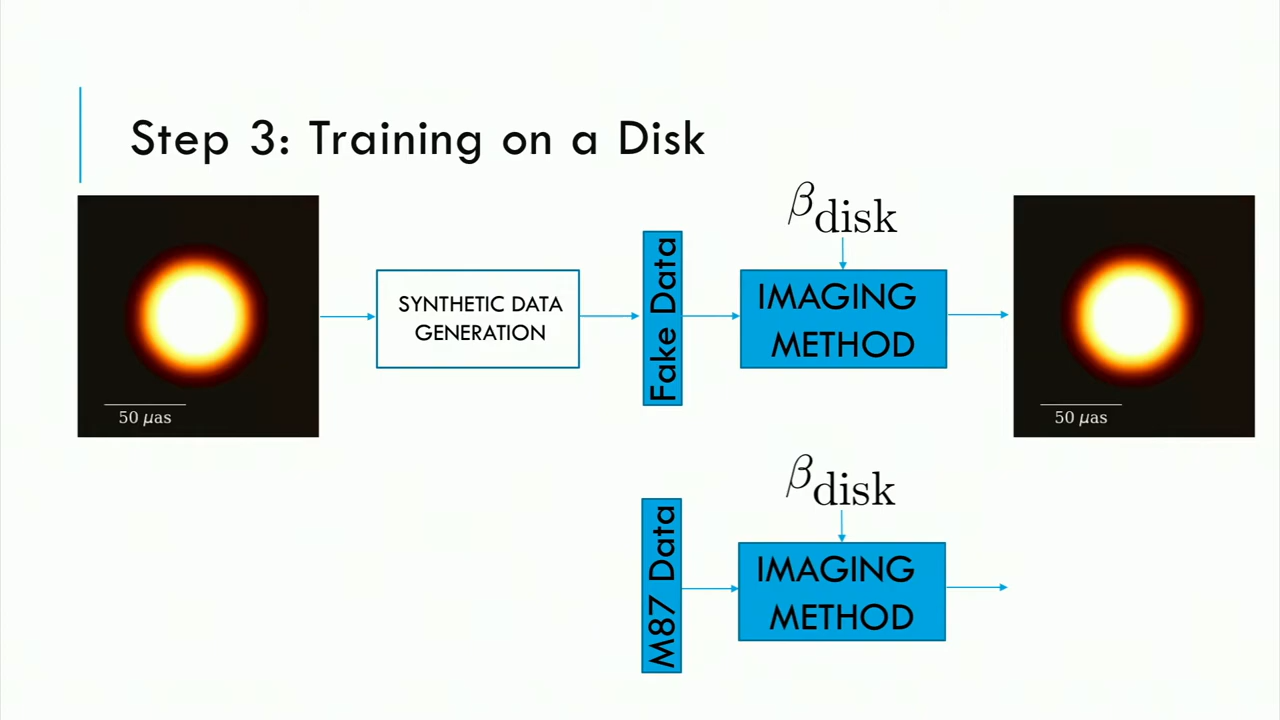 Step 3: Training on a Disk
βdisk
50 μas
SYNTHETIC DATA
GENERATION
Fake Data
IMAGING
METHOD
50 μas
βdisk
M87 Data
IMAGING
METHOD